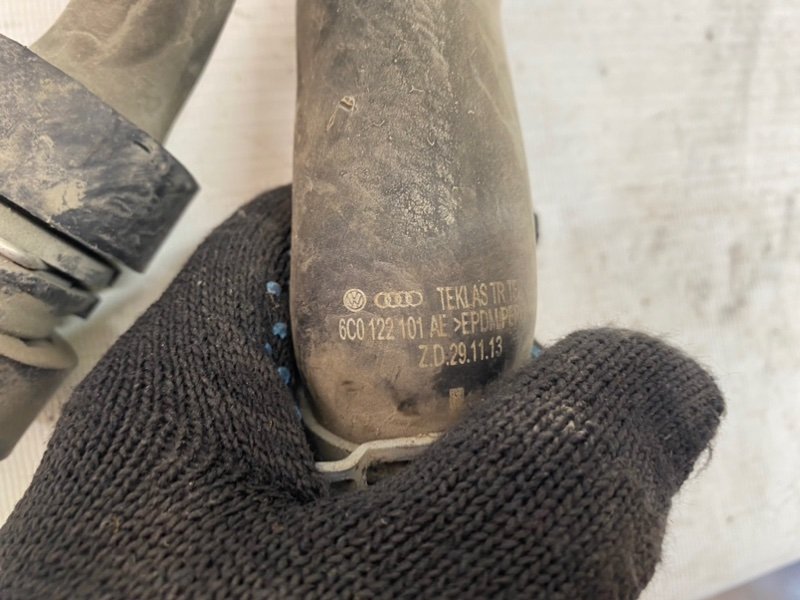 TEKLAS TR
6C0 122 101 AE >EPDM/P
Z.D.29.11.13